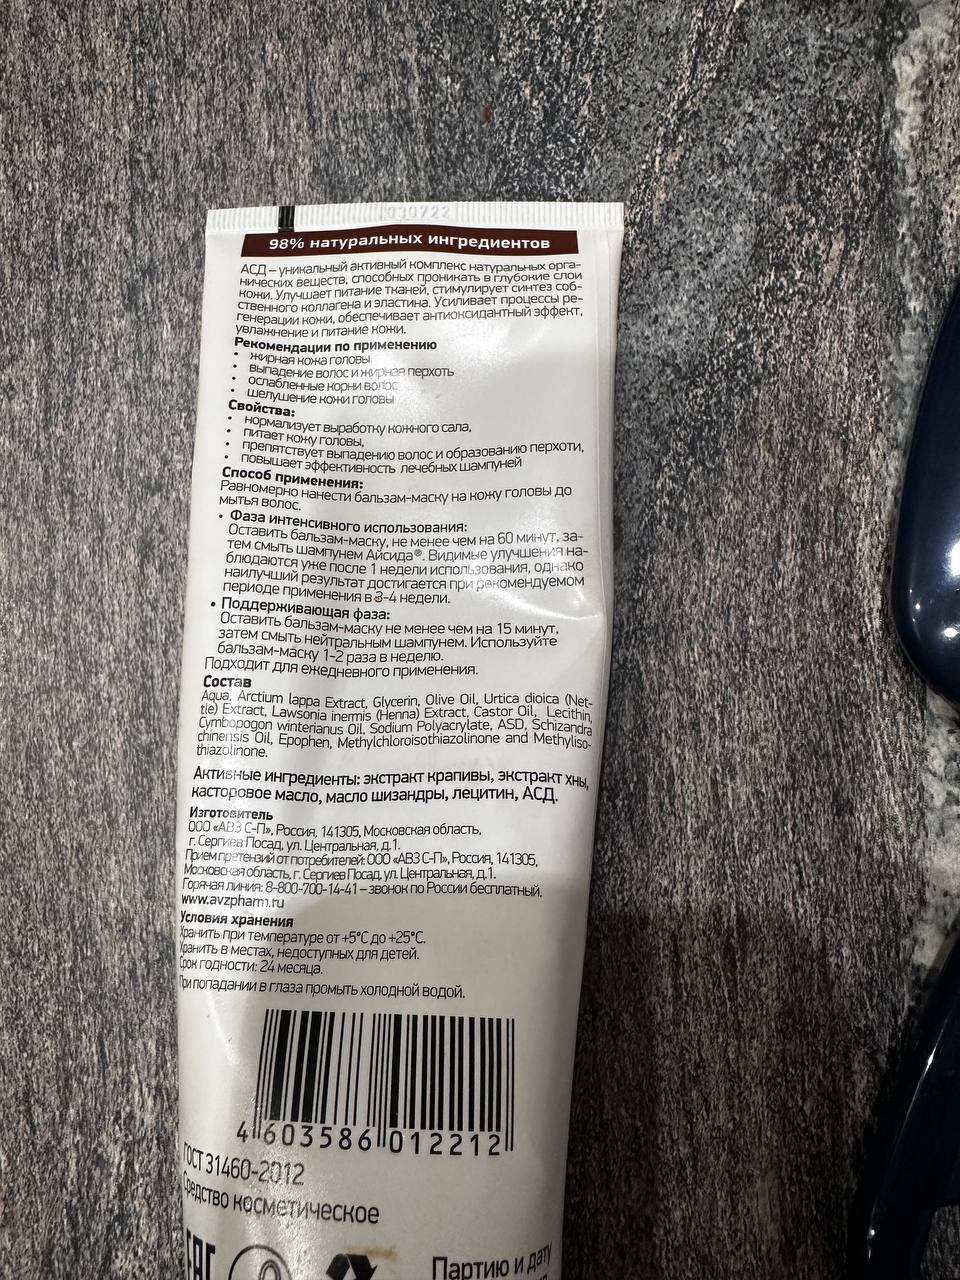 030722
98% натуральных ингредиентов
АСД – уникальный активный комплекс натуральных орга-
нических веществ, способных проникать в глубокие слои
кожи. Улучшает питание тканей, стимулирует синтез соб-
ственного коллагена и эластина. Усиливает процессы ре-
генерации кожи, обеспечивает антиоксидантный эффект,
увлажнение и питание кожи.
Рекомендации по применению
• жирная кожа головы
• выпадение волос и жирная перхоть
• ослабленные корни волос
• шелушение кожи головы
Свойства:
• нормализует выработку кожного сала,
• питает кожу головы,
• препятствует выпадению волос и образованию перхоти,
• повышает эффективность лечебных шампуней
Способ применения:
Равномерно нанести бальзам-маску на кожу головы до
мытья волос.
• Фаза интенсивного использования:
Оставить бальзам-маску, не менее чем на 60 минут, за-
тем смыть шампунем Айсида®. Видимые улучшения на-
блюдаются уже после 1 недели использования, однако
наилучший результат достигается при рекомендуемом
периоде применения в 3-4 недели.
• Поддерживающая фаза:
Оставить бальзам-маску не менее чем на 15 минут,
затем смыть нейтральным шампунем. Используйте
бальзам-маску 1-2 раза в неделю.
Подходит для ежедневного применения.
Состав
Aqua, Arctium lappa Extract, Glycerin, Olive Oil, Urtica dioica (Net-
tle) Extract, Lawsonia inermis (Henna) Extract, Castor Oil, Lecithin,
Cymbopogon winterianus Oil, Sodium Polyacrylate, ASD, Schizandra
chinensis Oil, Epophen, Methylchloroisothiazolinone and Methyliso-
thiazolinone.
Активные ингредиенты: экстракт крапивы, экстракт хны,
касторовое масло, масло шизандры, лецитин, АСД.
Изготовитель
ООО «АВЗ С-П», Россия, 141305, Московская область,
г. Сергиев Посад, ул. Центральная, д.1.
Прием претензий от потребителей: ООО «АВЗ С-П», Россия, 141305,
Московская область, г. Сергиев Посад, ул. Центральная, д.1.
Горячая линия: 8-800-700-14-41 – звонок по России бесплатный.
www.avzpharm.ru
Условия хранения
Хранить при температуре от +5°С до +25°С.
Хранить в местах, недоступных для детей.
Срок годности: 24 месяца.
При попадании в глаза промыть холодной водой.
4 603586 012212
ГОСТ 31460-2012
Средство косметическое
EAC
Партию и дату